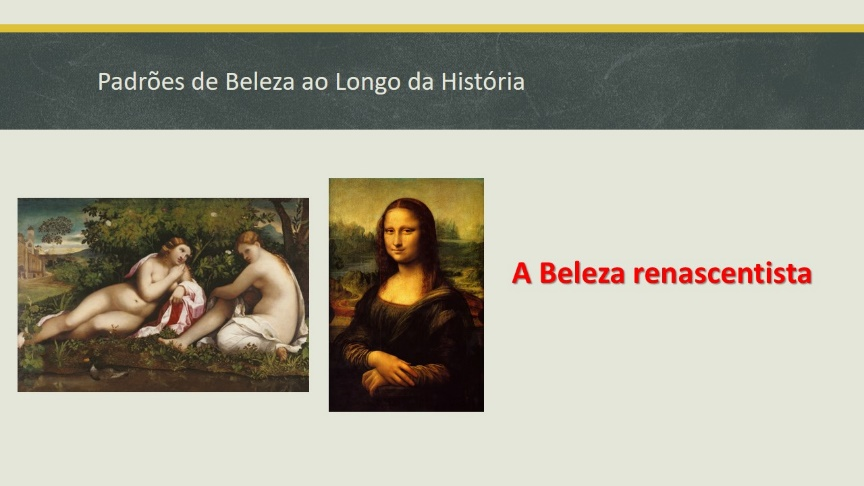 Padrões de Beleza ao Longo da História
A Beleza renascentista